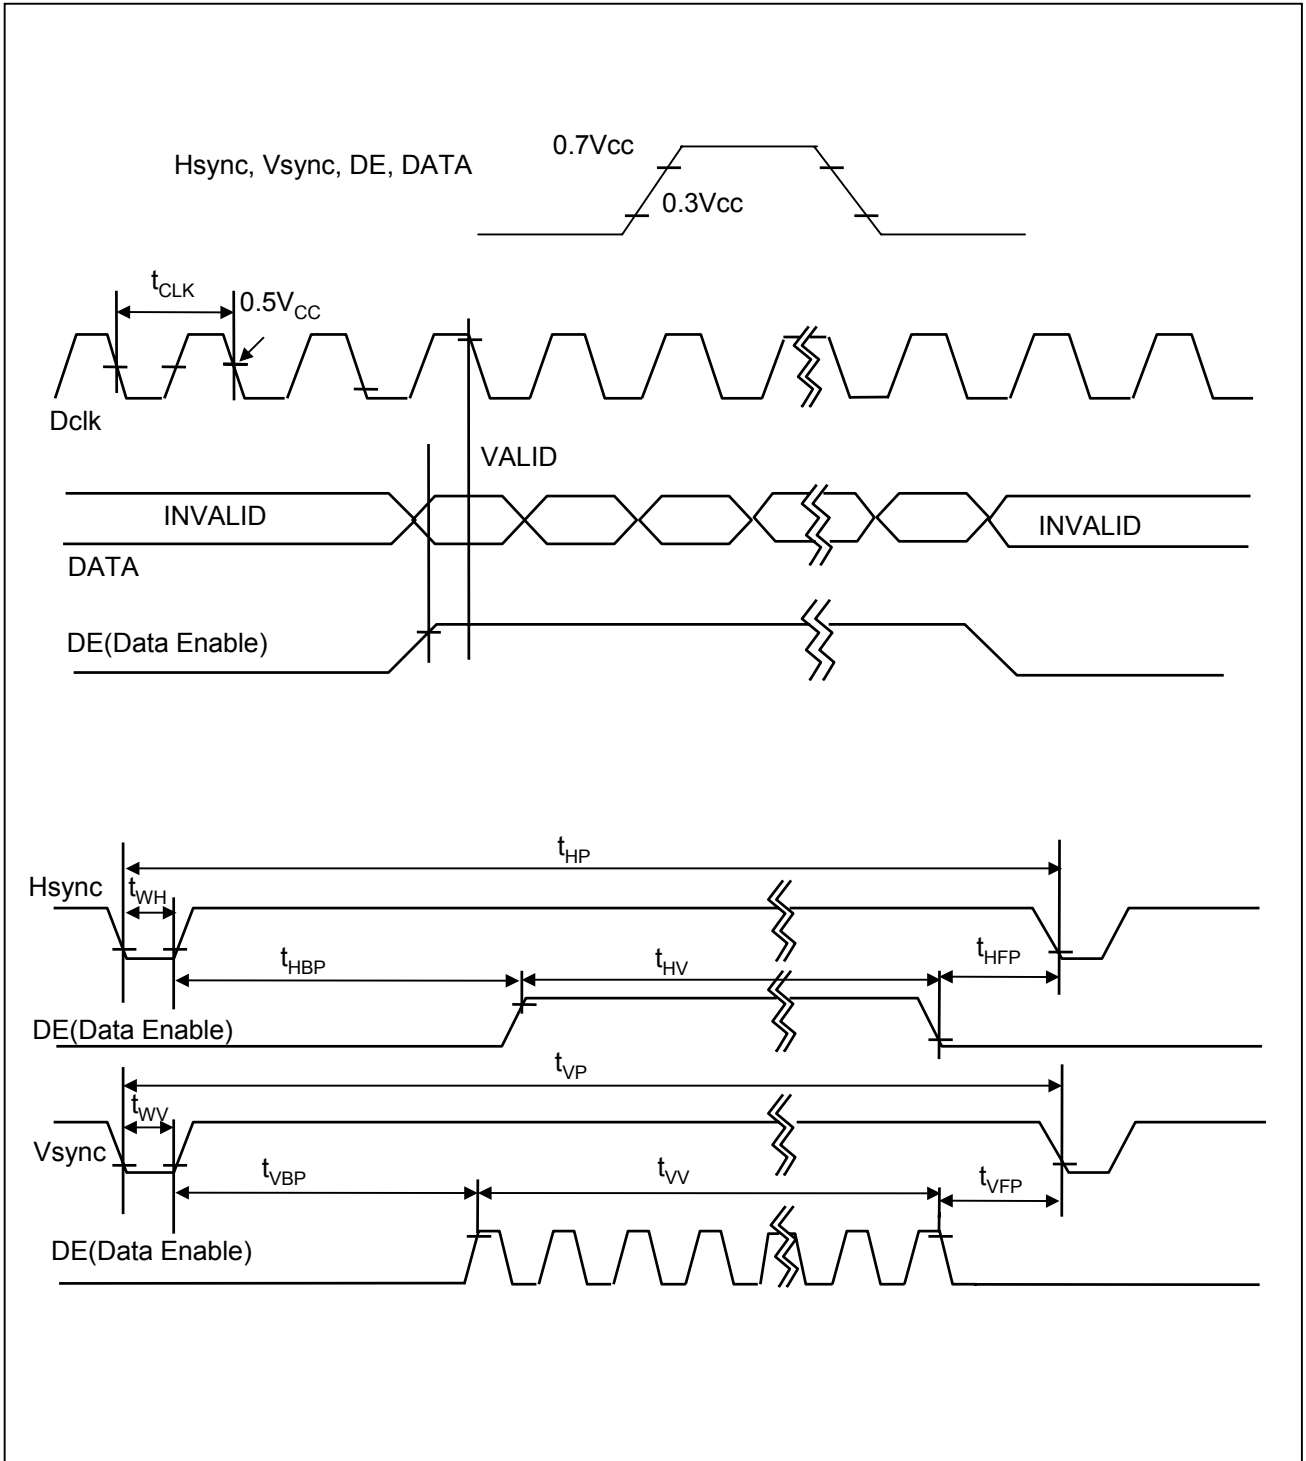 0.7Vcc
Hsync, Vsync, DE, DATA
0.3Vcc
tCLK
0.5VCC
Dclk
VALID
INVALID
INVALID
DATA
DE(Data Enable)
tHP
Hsync
tWH
tHBP
tHV
tHFP
DE(Data Enable)
tVP
tWV
Vsync
tVBP
tVV
tVFP
DE(Data Enable)